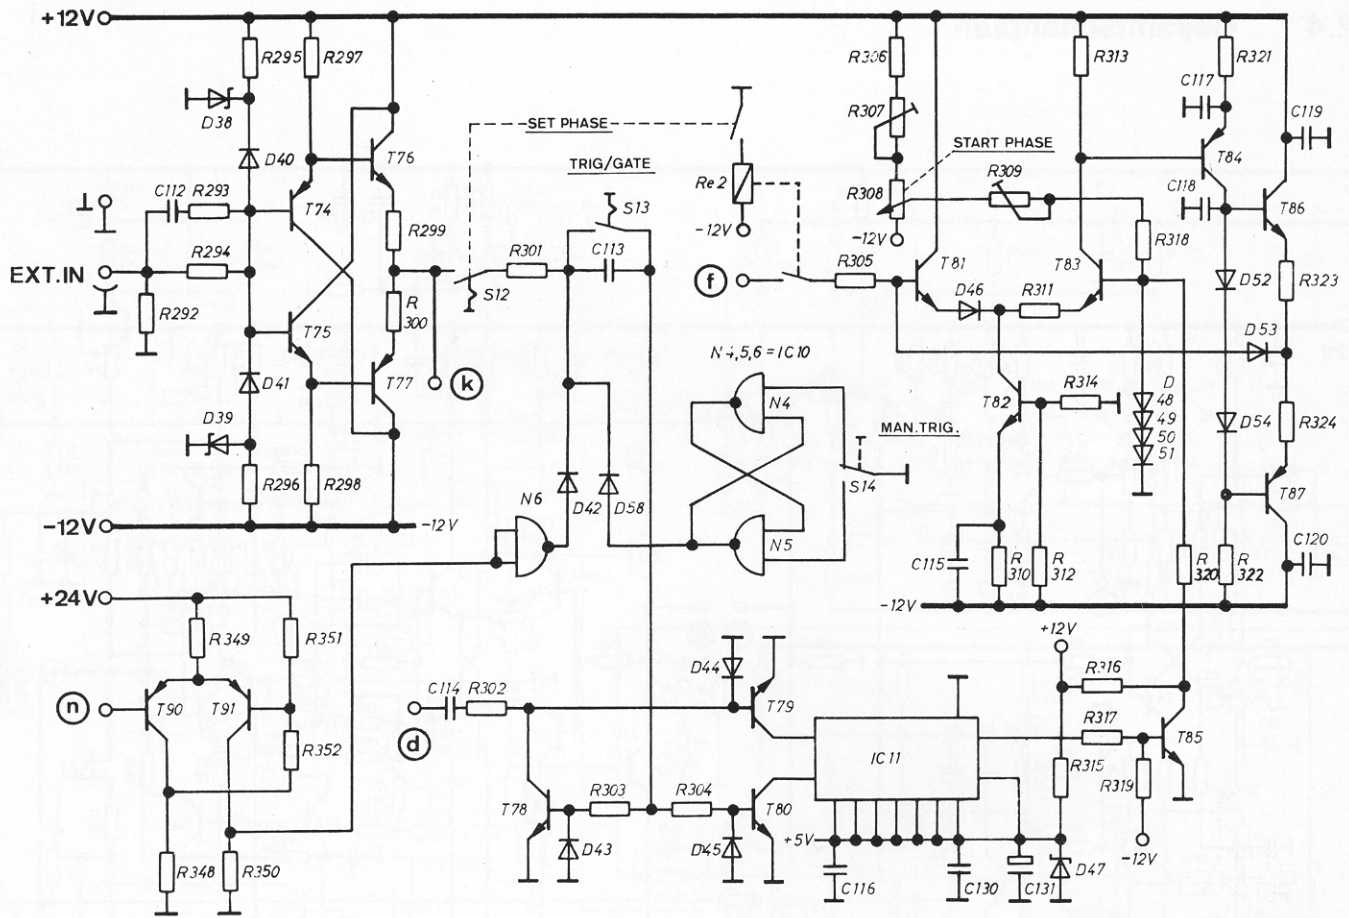 +12V
R295
R297
D38
D40
T76
C112
R293
⊥
T74
R299
R294
EXT.IN
R292
R
300
T75
T77
D41
D39
R296
R298
k
-12V
-12V
SET PHASE
TRIG/GATE
S13
R301
C113
S12
Re2
-12V
f
R305
R306
R307
R308
-12V
START PHASE
R309
R313
R321
C117
C119
T84
C118
T86
R318
T81
T83
D46
R311
D52
R323
D53
N4,5,6 = IC10
N4
MAN.TRIG.
S14
T82
R314
D
48
49
50
51
D54
R324
T87
N6
D42
D58
N5
C115
R
310
R
312
R
320
R
322
C120
-12V
+24V
R349
R351
n
T90
T91
R352
R348
R350
C114
R302
d
D44
T79
+12V
R316
R317
T85
IC11
R315
R319
R303
R304
T78
T80
D43
D45
+5V
C116
C130
C131
D47
-12V